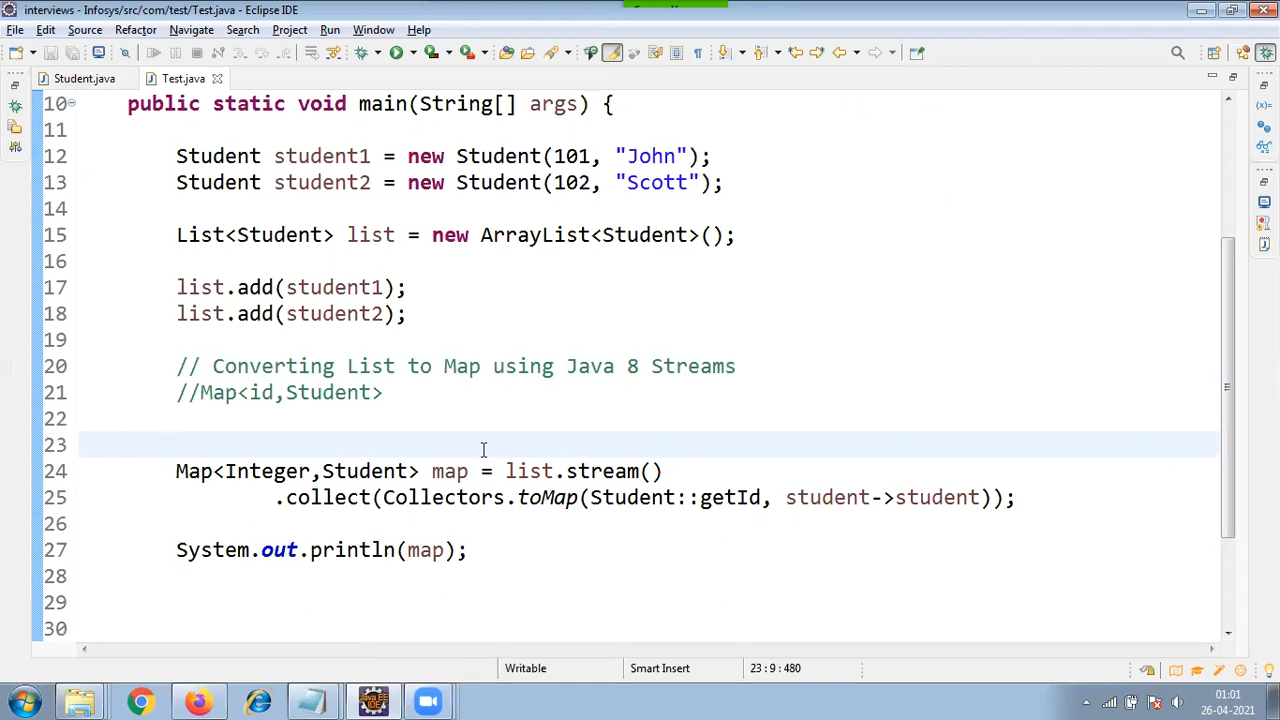 interviews - Infosys/src/com/test/Test.java - Eclipse IDE
File Edit Source Refactor Navigate Search Project Run Window Help
Student.java Test.java
10 public static void main(String[] args) {
11
12 Student student1 = new Student(101, "John");
13 Student student2 = new Student(102, "Scott");
14
15 List<Student> list = new ArrayList<Student>();
16
17 list.add(student1);
18 list.add(student2);
19
20 // Converting List to Map using Java 8 Streams
21 //Map<id,Student>
22
23
24 Map<Integer,Student> map = list.stream()
25 .collect(Collectors.toMap(Student::getId, student->student));
26
27 System.out.println(map);
28
29
30
Writable Smart Insert 23 : 9 : 480
01:01
26-04-2021